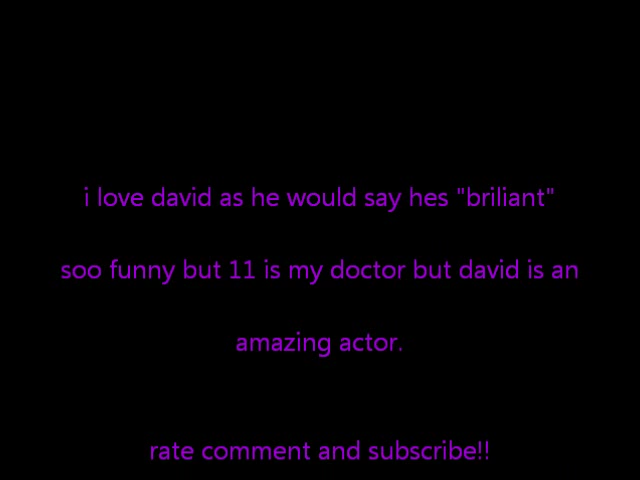 i love david as he would say hes "briliant"
soo funny but 11 is my doctor but david is an
amazing actor.
rate comment and subscribe!!